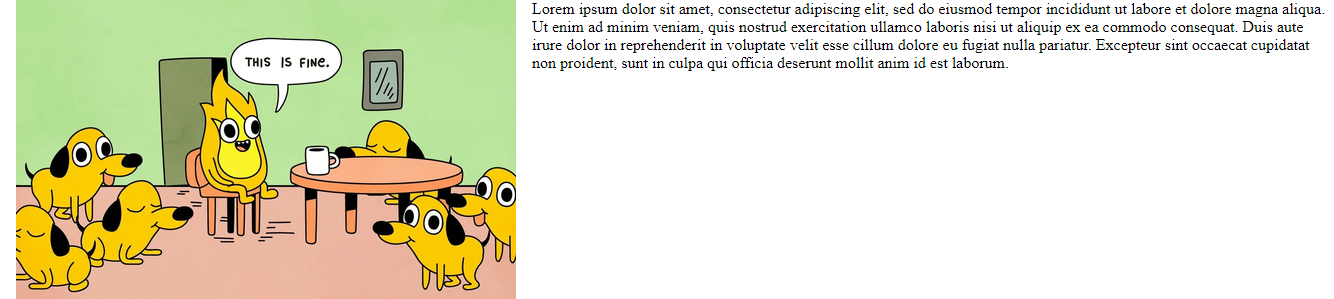 THIS IS FINE.
Lorem ipsum dolor sit amet, consectetur adipiscing elit, sed do eiusmod tempor incididunt ut labore et dolore magna aliqua.
Ut enim ad minim veniam, quis nostrud exercitation ullamco laboris nisi ut aliquip ex ea commodo consequat. Duis aute
irure dolor in reprehenderit in voluptate velit esse cillum dolore eu fugiat nulla pariatur. Excepteur sint occaecat cupidatat
non proident, sunt in culpa qui officia deserunt mollit anim id est laborum.